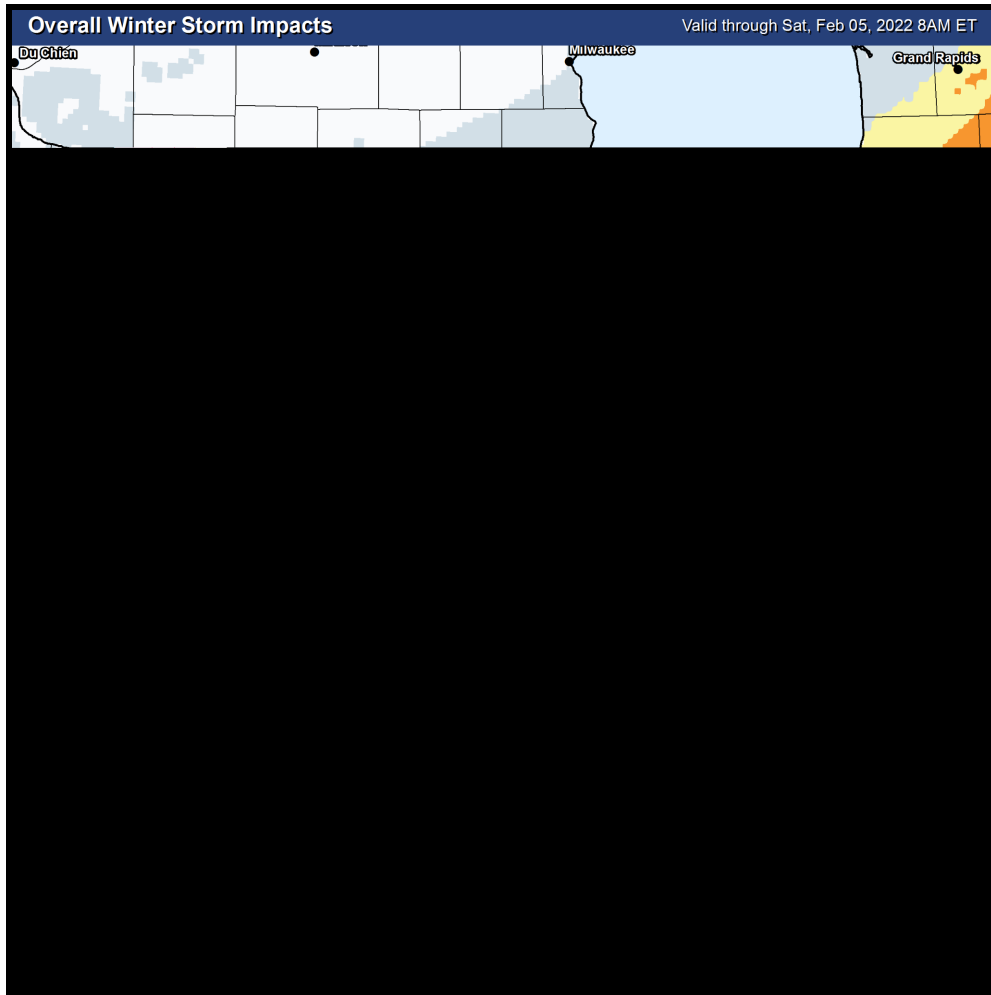 Overall Winter Storm Impacts
Valid through Sat, Feb 05, 2022 8AM ET
Du Chien
Milwaukee
Grand Rapids